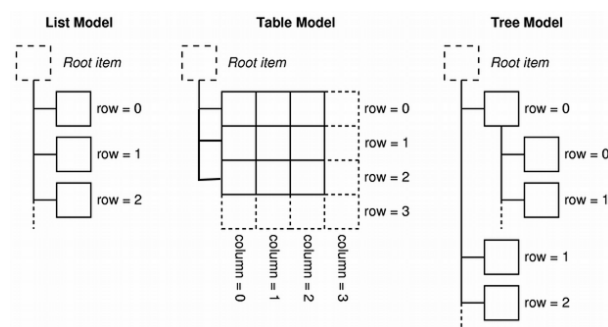 List Model
Root item
row = 0
row = 1
row = 2
Table Model
Root item
row = 0
row = 1
row = 2
row = 3
column = 0
column = 1
column = 2
column = 3
Tree Model
Root item
row = 0
row = 0
row = 1
row = 1
row = 2